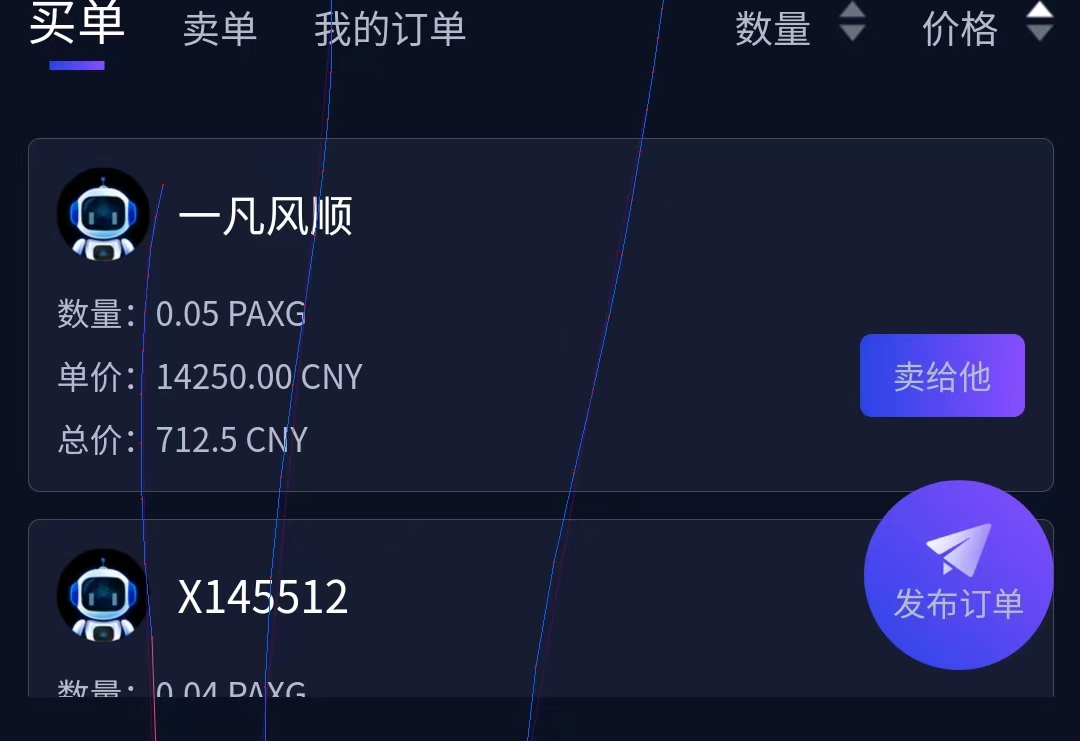 买单 卖单 我的订单 数量 价格
一凡风顺
数量：0.05 PAXG
单价：14250.00 CNY
卖给他
总价：712.5 CNY
X145512
发布订单
数量：0.04 PAXG